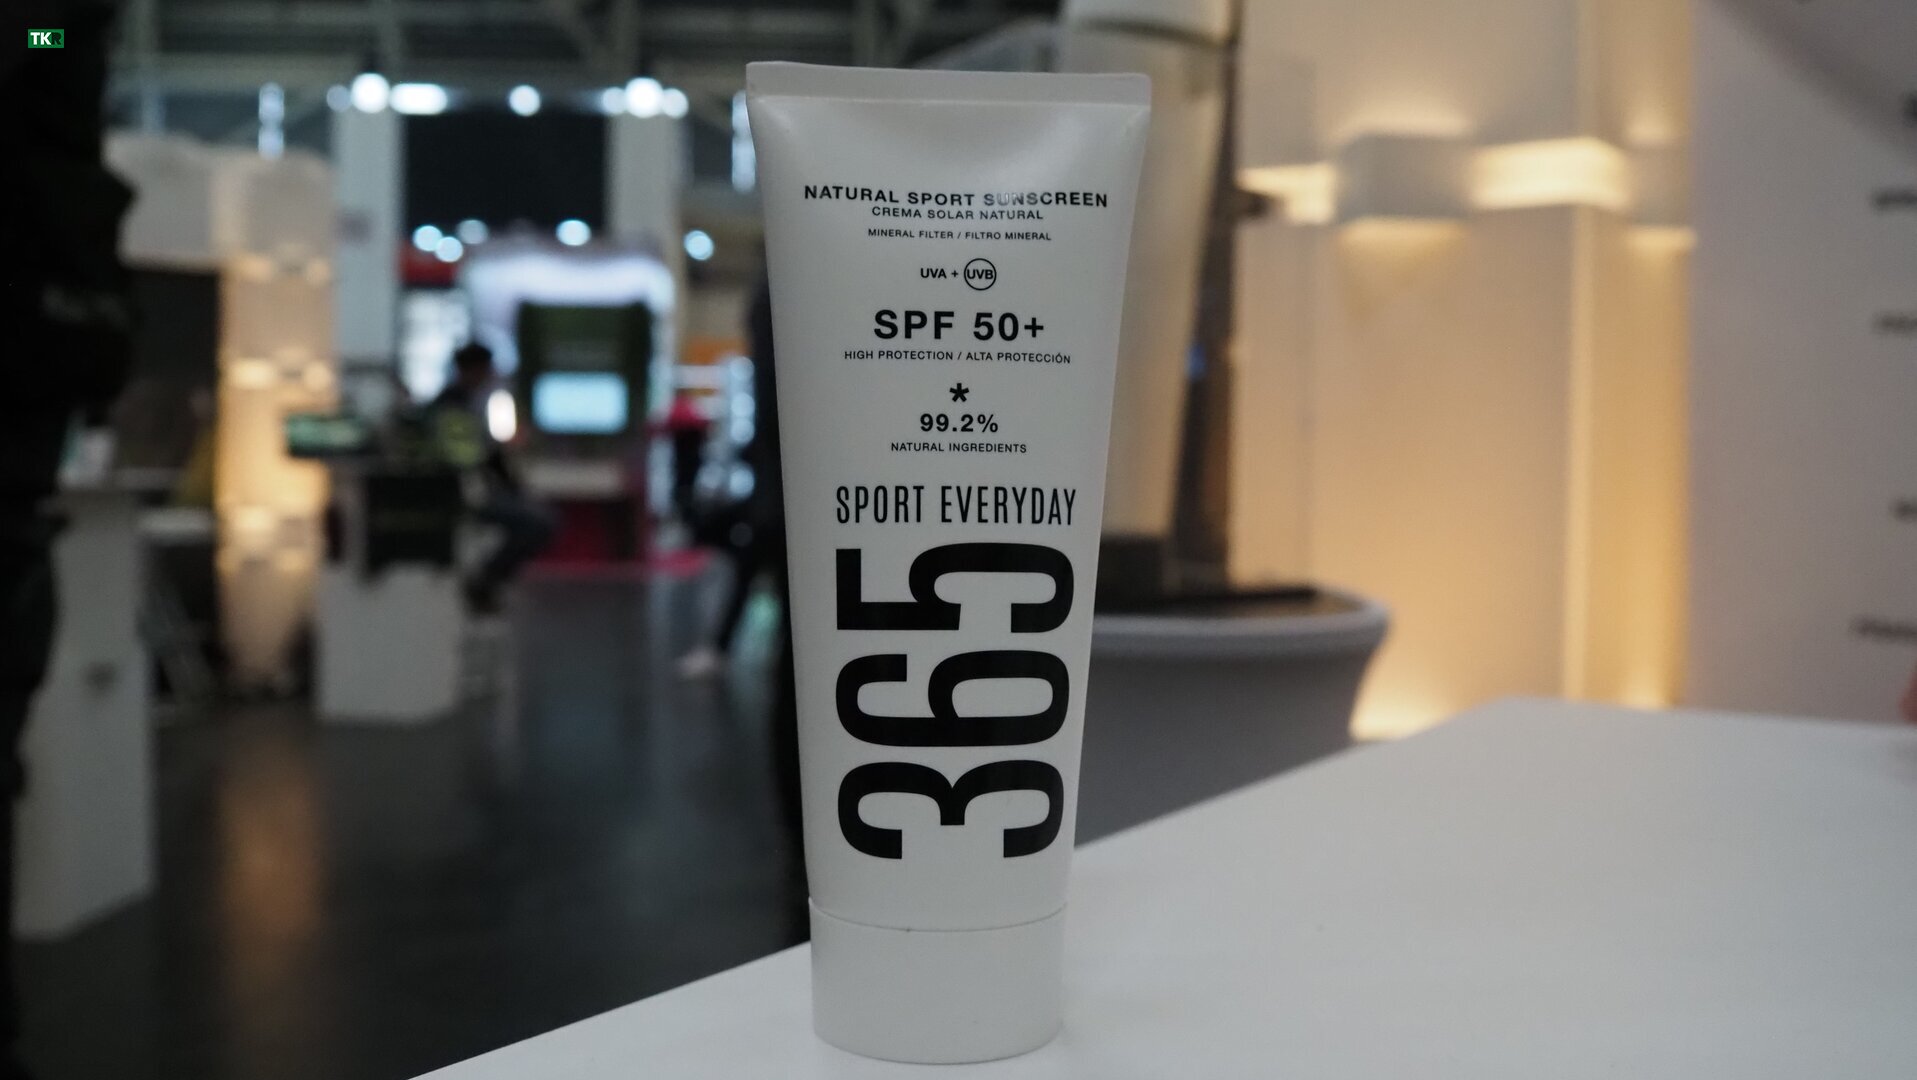 TKR
NATURAL SPORT SUNSCREEN
CREMA SOLAR NATURAL
MINERAL FILTER / FILTRO MINERAL
UVA + UVB
SPF 50+
HIGH PROTECTION / ALTA PROTECCIÓN
*
99.2%
NATURAL INGREDIENTS
SPORT EVERYDAY
365